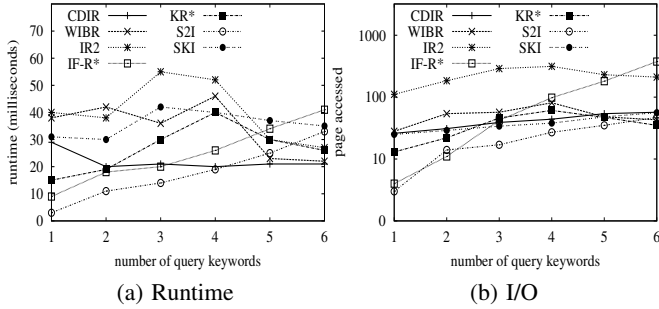 CDIR
WIBR
IR2
IF-R*
KR*
S2I
SKI
70
60
50
40
30
20
10
0
runtime (milliseconds)
1 2 3 4 5 6
number of query keywords
(a) Runtime
CDIR
WIBR
IR2
IF-R*
KR*
S2I
SKI
1000
100
10
0
page accessed
1 2 3 4 5 6
number of query keywords
(b) I/O